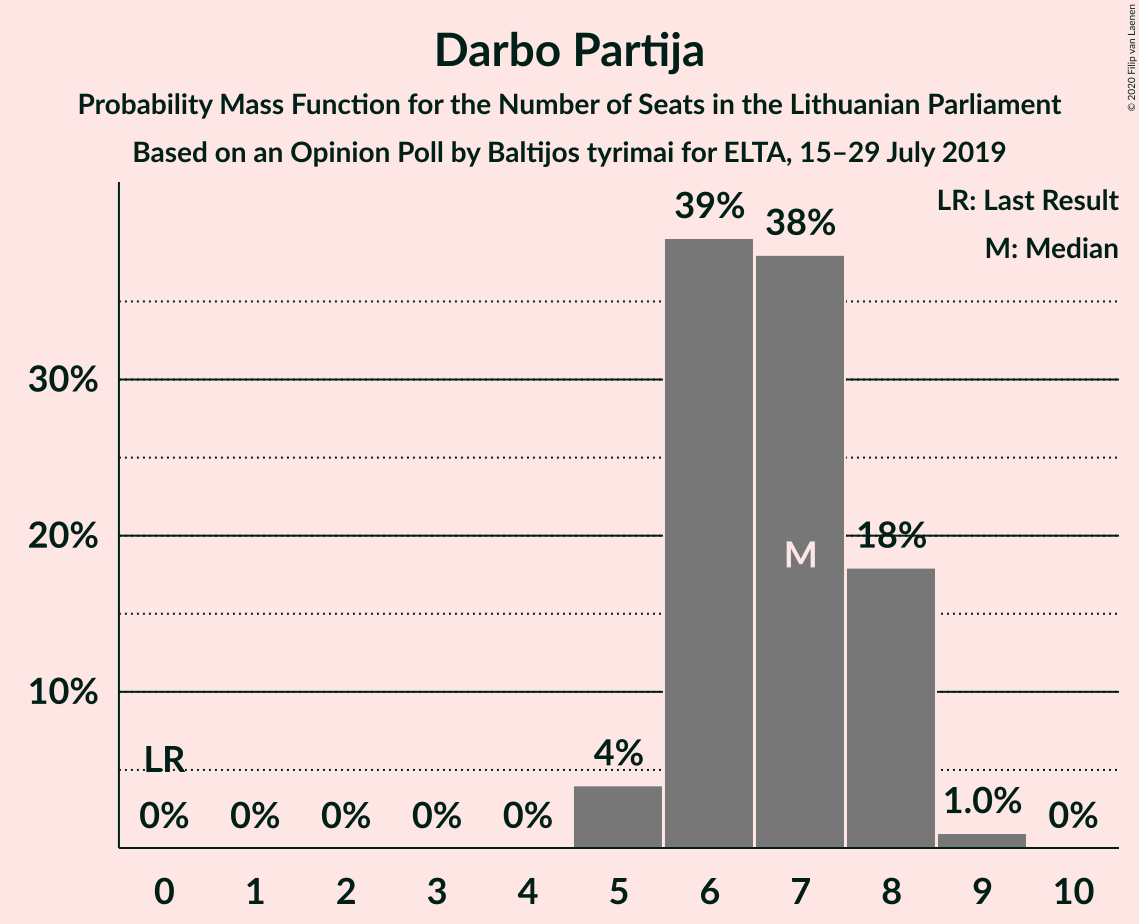 Darbo Partija
Probability Mass Function for the Number of Seats in the Lithuanian Parliament
Based on an Opinion Poll by Baltijos tyrimai for ELTA, 15–29 July 2019
© 2020 Filip van Laenen
LR: Last Result
M: Median
39%
38%
30%
20%
18%
M
10%
LR
4%
0% 0% 0% 0% 0% 1.0% 0%
0 1 2 3 4 5 6 7 8 9 10